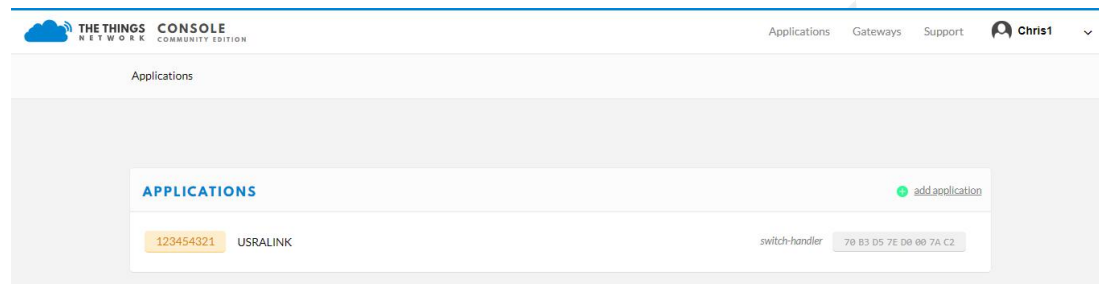 THE THINGS CONSOLE
NETWORK COMMUNITY EDITION
Applications Gateways Support Chris1
Applications
APPLICATIONS add application
123454321 USRALINK switch-handler 70 B3 D5 7E D0 00 7A C2